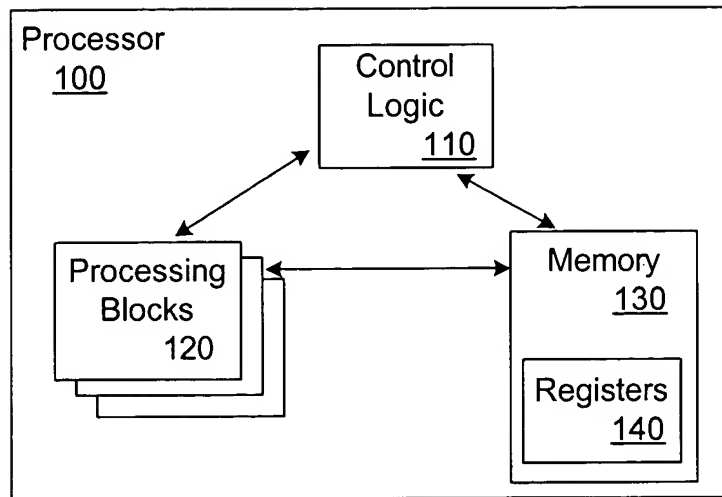 Processor
100
Control
Logic
110
Processing
Blocks
120
Memory
130
Registers
140